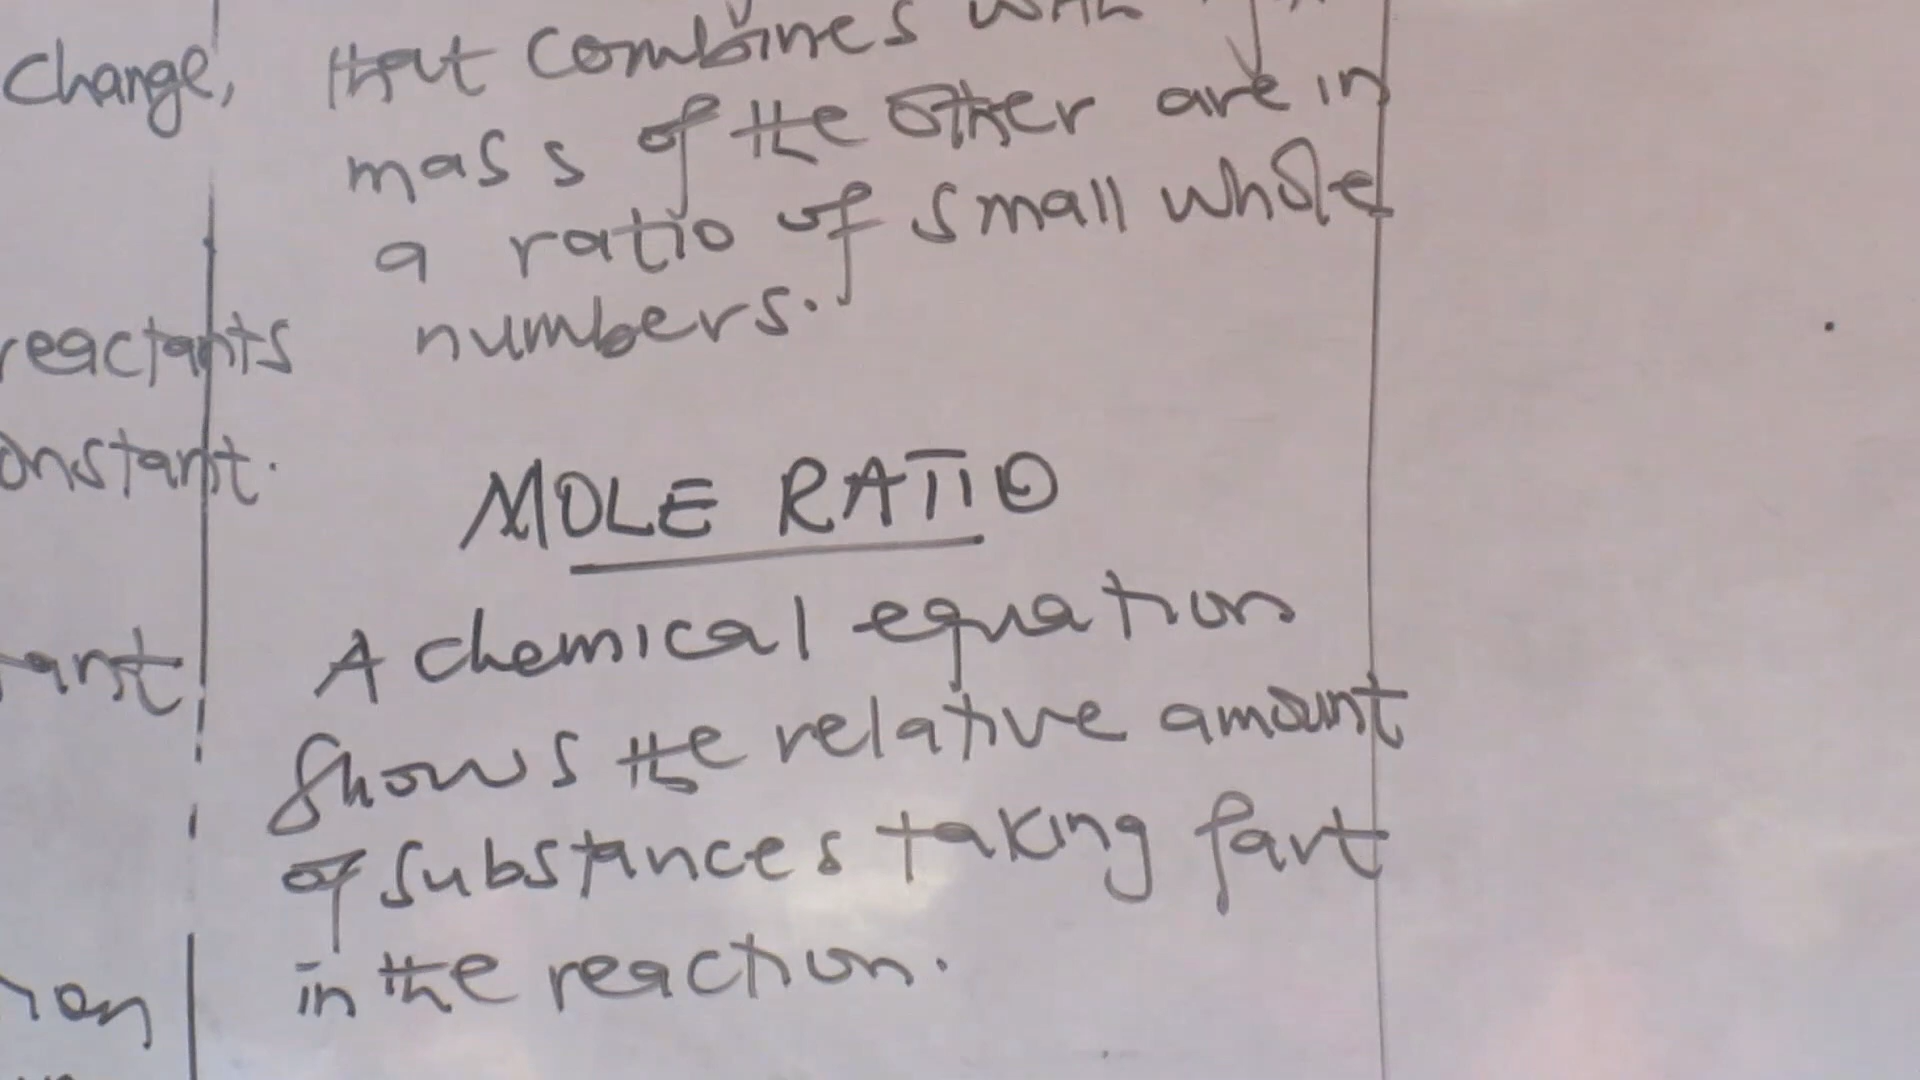 change,
reactants
onstant.
that combines with
mass of the other are in
a ratio of small whole
numbers.
MOLE RATIO
A chemical equation
Shows the relative amount
of substances taking part
in the reaction.